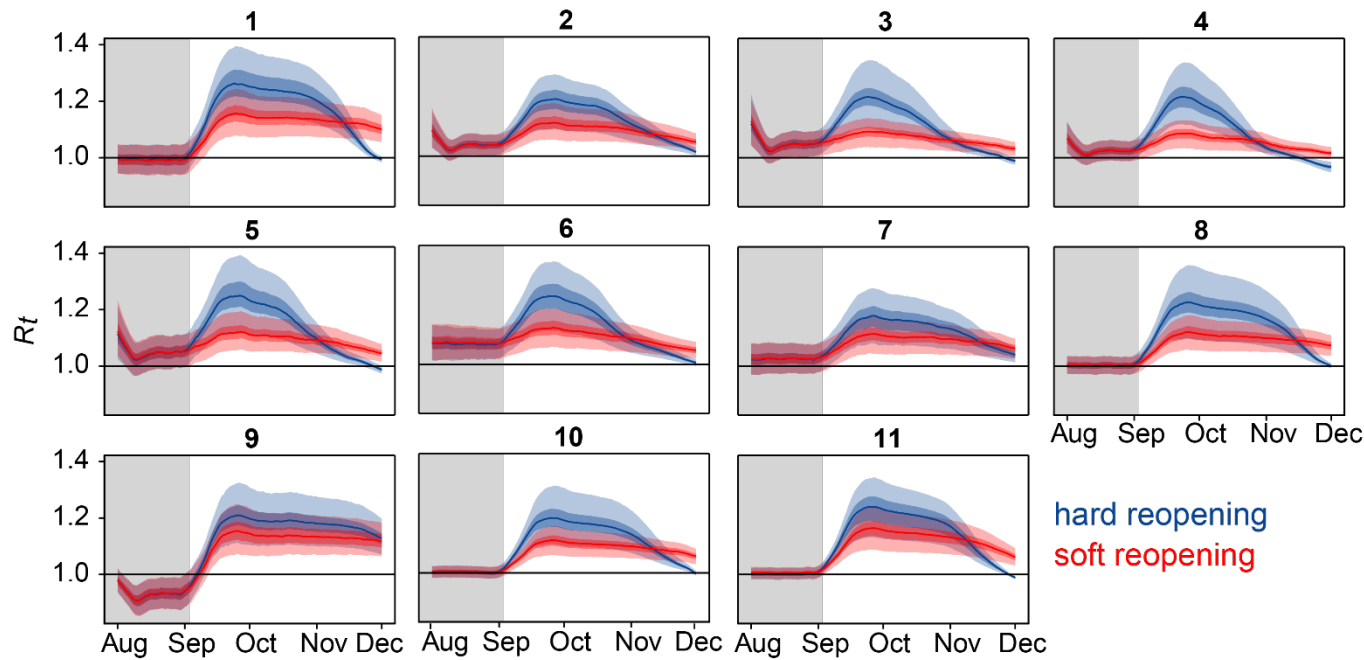 1 2 3 4
1.4
1.2
1.0
5 6 7 8
1.4
1.2
1.0
Rt
Aug Sep Oct Nov Dec
9 10 11
1.4
1.2
1.0
hard reopening
soft reopening
Aug Sep Oct Nov Dec Aug Sep Oct Nov Dec Aug Sep Oct Nov Dec